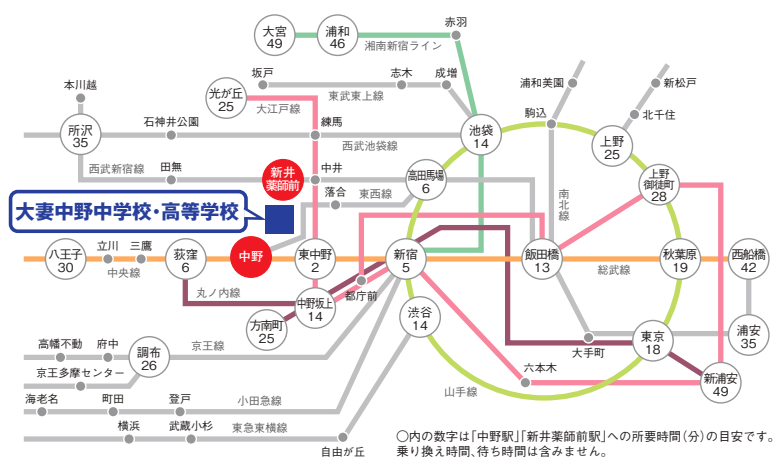 大宮
49
浦和
46
湘南新宿ライン
赤羽
本川越
光が丘
25
坂戸
志木
成増
東武東上線
大江戸線
浦和美園
新松戸
所沢
35
石神井公園
練馬
西武池袋線
池袋
14
駒込
北千住
上野
25
西武新宿線
田無
新井
薬師前
中井
高田馬場
6
上野
御徒町
28
落合
東西線
南北線
大妻中野中学校・高等学校
八王子
30
立川
三鷹
中央線
荻窪
6
中野
東中野
2
新宿
5
飯田橋
13
総武線
秋葉原
19
西船橋
42
丸ノ内線
都庁前
中野坂上
14
方南町
25
渋谷
14
大手町
東京
18
浦安
35
高幡不動
府中
調布
26
京王線
京王多摩センター
六本木
新浦安
49
山手線
海老名
町田
登戸
小田急線
横浜
武蔵小杉
東急東横線
自由が丘
○内の数字は「中野駅」「新井薬師前駅」への所要時間（分）の目安です。
乗り換え時間、待ち時間は含みません。